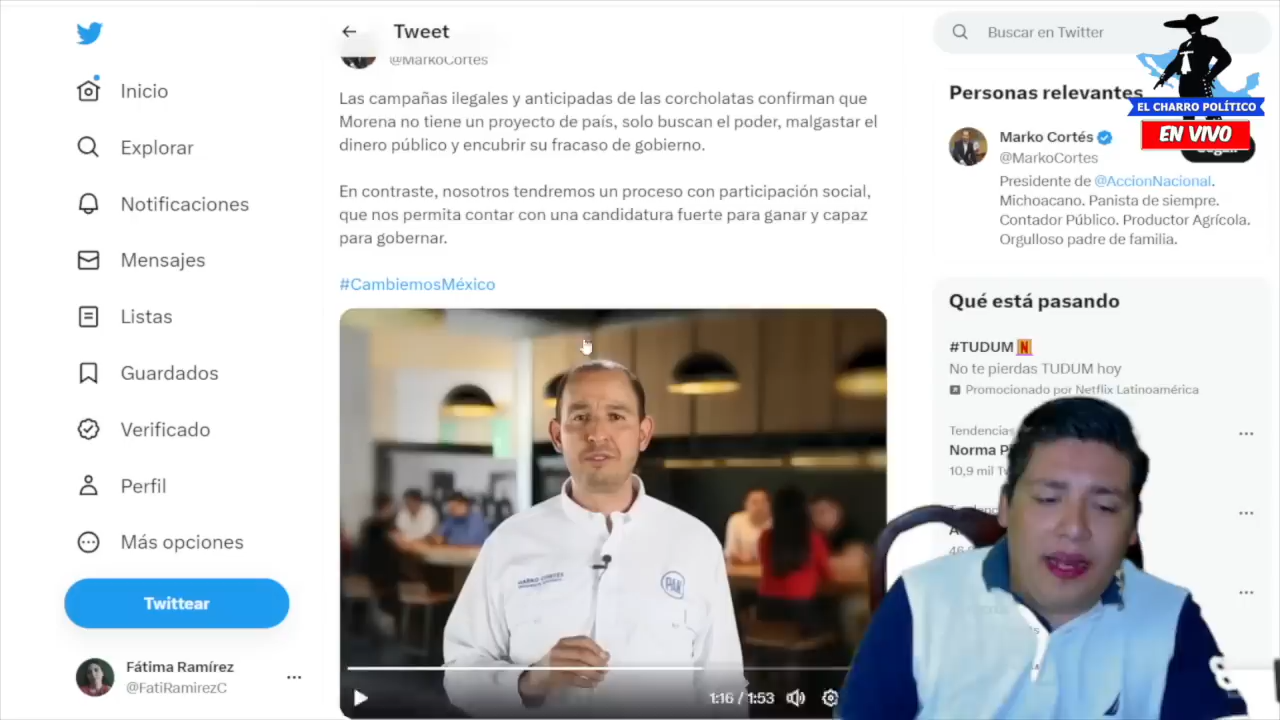 Tweet
@MarkoCortes
Las campañas ilegales y anticipadas de las corcholatas confirman que
Morena no tiene un proyecto de país, solo buscan el poder, malgastar el
dinero público y encubrir su fracaso de gobierno.
En contraste, nosotros tendremos un proceso con participación social,
que nos permita contar con una candidatura fuerte para ganar y capaz
para gobernar.
#CambiemosMéxico
MARKO CORTÉS
PAN
1:16 / 1:53
Inicio
Explorar
Notificaciones
Mensajes
Listas
Guardados
Verificado
Perfil
Más opciones
Twittear
Fátima Ramírez
@FatiRamirezC
Buscar en Twitter
EL CHARRO POLÍTICO
EN VIVO
Personas relevantes
Marko Cortés
@MarkoCortes
Seguir
Presidente de @AccionNacional.
Michoacano. Panista de siempre.
Contador Público. Productor Agrícola.
Orgulloso padre de familia.
Qué está pasando
#TUDUM N
No te pierdas TUDUM hoy
Promocionado por Netflix Latinoamérica
Tendencias
Norma
10,9 mil